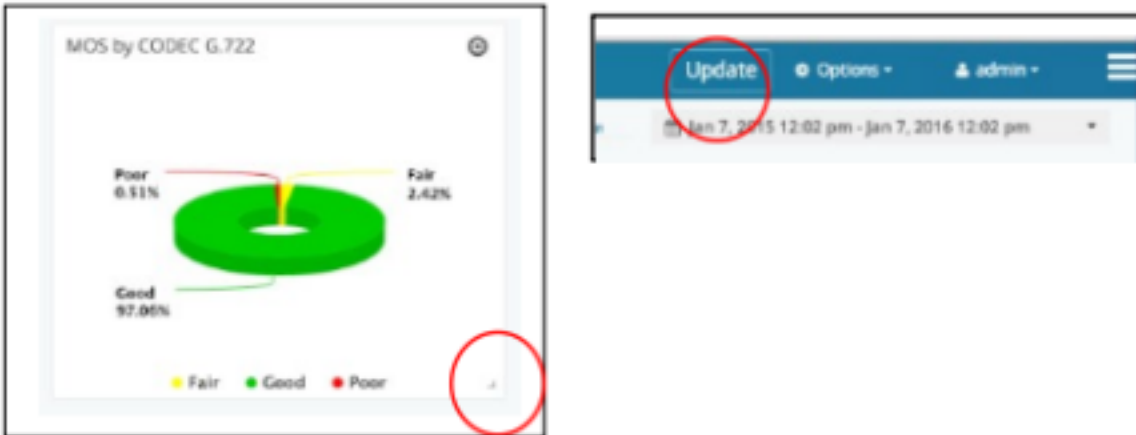 MOS by CODEC G.722
Poor
0.51%
Fair
2.42%
Good
97.06%
Fair Good Poor
Update Options admin
Jan 7, 2015 12:02 pm - Jan 7, 2016 12:02 pm